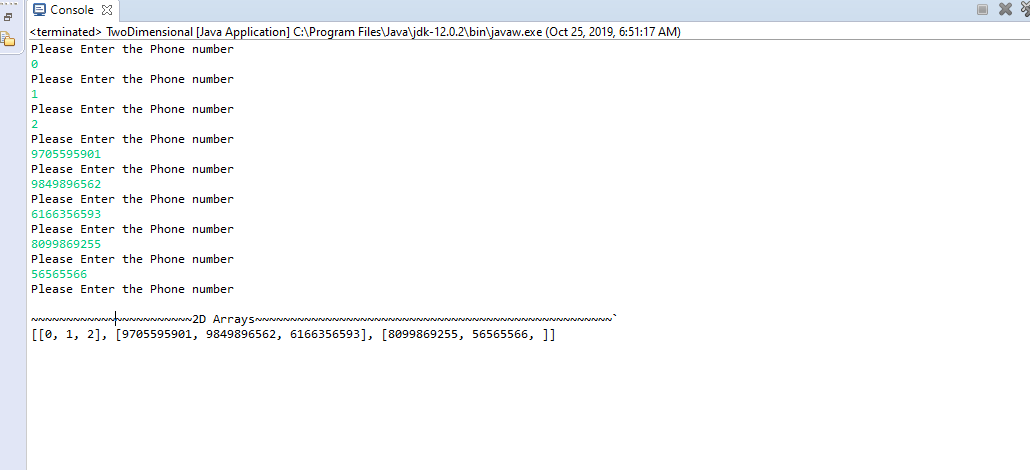 Console
<terminated> TwoDimensional [Java Application] C:\Program Files\Java\jdk-12.0.2\bin\javaw.exe (Oct 25, 2019, 6:51:17 AM)
Please Enter the Phone number
0
Please Enter the Phone number
1
Please Enter the Phone number
2
Please Enter the Phone number
9705595901
Please Enter the Phone number
9849896562
Please Enter the Phone number
6166356593
Please Enter the Phone number
8099869255
Please Enter the Phone number
56565566
Please Enter the Phone number
~~~~~~~~~~~~~~~~~~~~~~~2D Arrays~~~~~~~~~~~~~~~~~~~~~~~~~~~~~~~~~~~~~~~~~~~~~~~~~~~`
[[0, 1, 2], [9705595901, 9849896562, 6166356593], [8099869255, 56565566, ]]